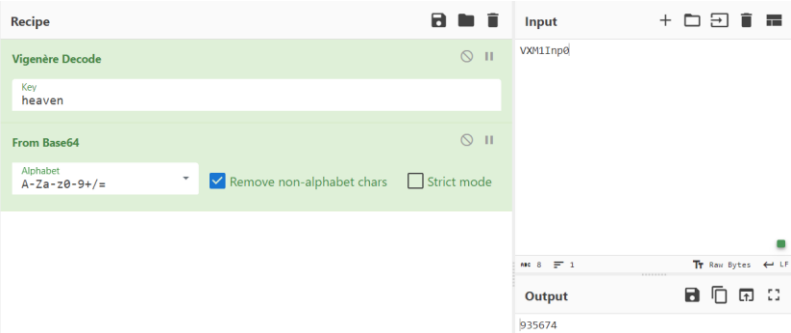 Recipe
Vigenère Decode
Key
heaven
From Base64
Alphabet
A-Za-z0-9+/=
Remove non-alphabet chars
Strict mode
Input
VXM1Inp0
ABC 8 1
Raw Bytes LF
Output
935674